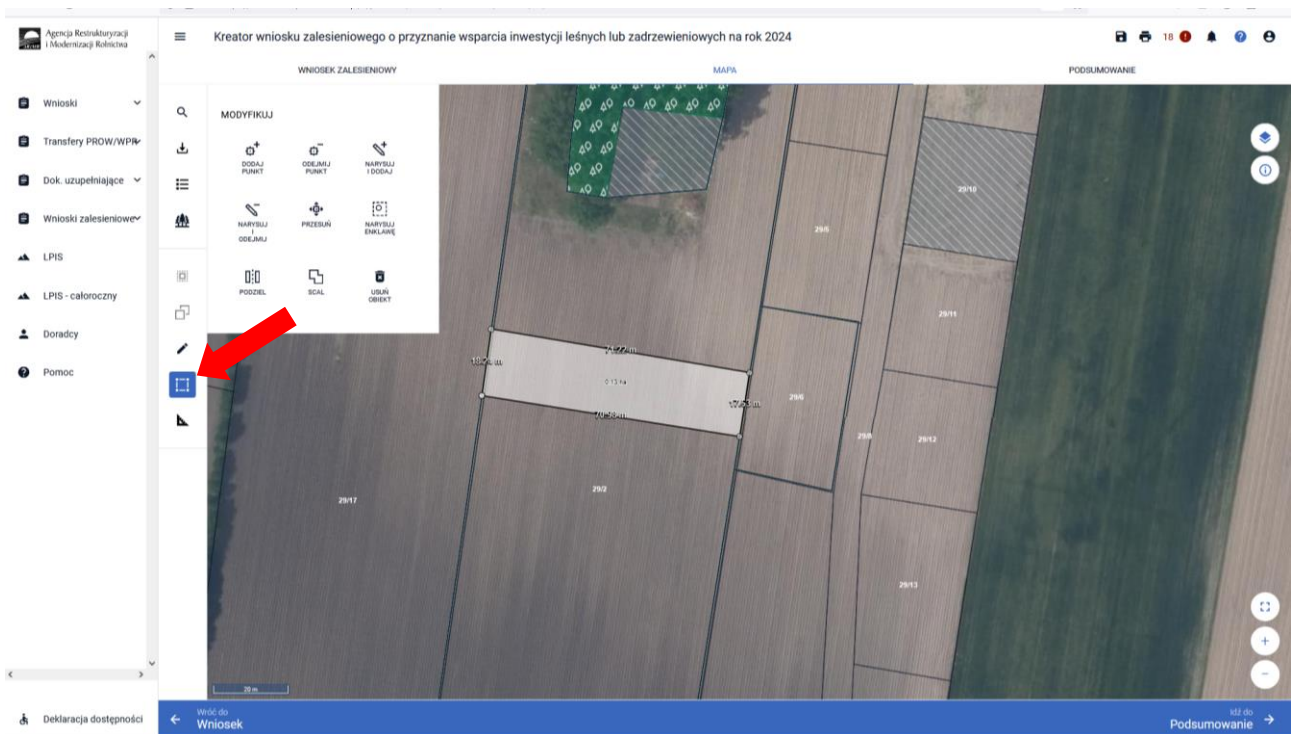 Agencja Restrukturyzacji
i Modernizacji Rolnictwa
Kreator wniosku zalesieniowego o przyznanie wsparcia inwestycji leśnych lub zadrzewieniowych na rok 2024
18
WNIOSEK ZALESIENIOWY
MAPA
PODSUMOWANIE
Wnioski
Transfery PROW/WPR
Dok. uzupełniające
Wnioski zalesieniowe
LPIS
LPIS - całoroczny
Doradcy
Pomoc
MODYFIKUJ
DODAJ
PUNKT
ODEJMIJ
PUNKT
NARYSUJ
I DODAJ
NARYSUJ
I
ODEJMIJ
PRZESUŃ
NARYSUJ
ENKLAWĘ
PODZIEL
SCAL
USUŃ
OBIEKT
29/10
29/5
29/11
71.22 m
29/6
29/8
29/12
29/2
29/17
29/13
20 m
Deklaracja dostępności
Wróć do
Wniosek
Idź do
Podsumowanie